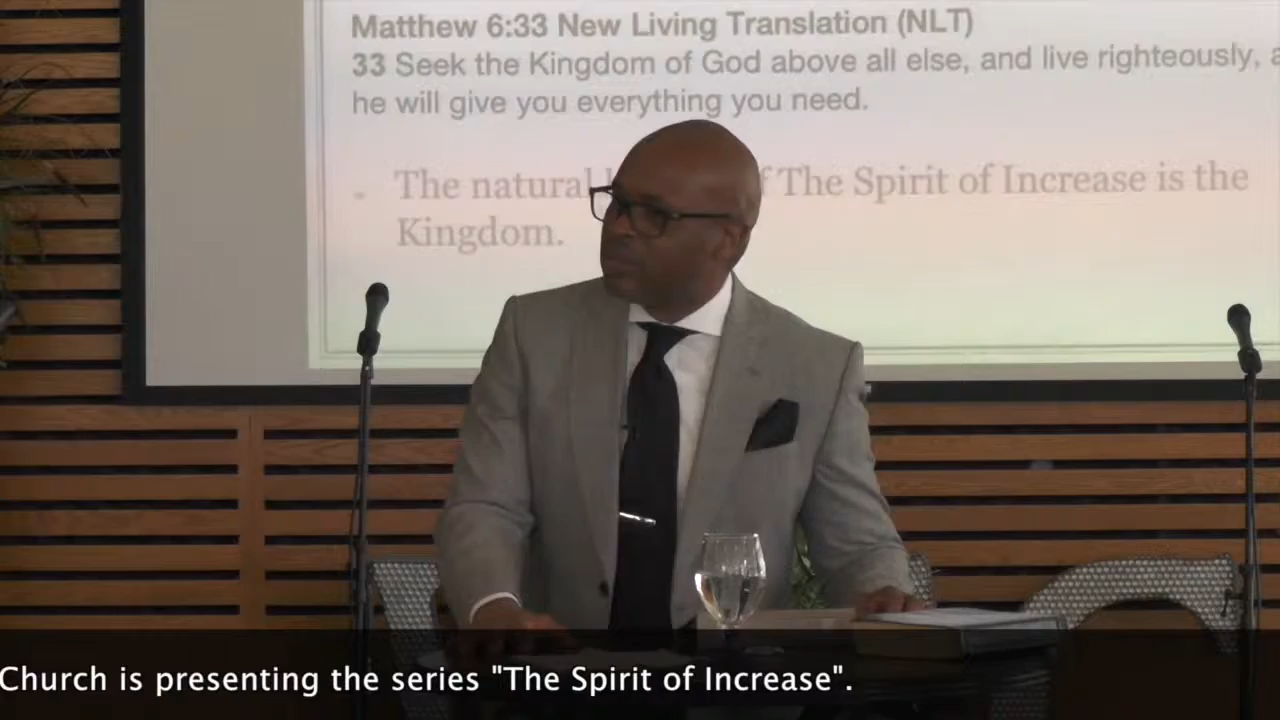 Matthew 6:33 New Living Translation (NLT)
33 Seek the Kingdom of God above all else, and live righteously,
he will give you everything you need.
- The natural of The Spirit of Increase is the
Kingdom.
Church is presenting the series "The Spirit of Increase".